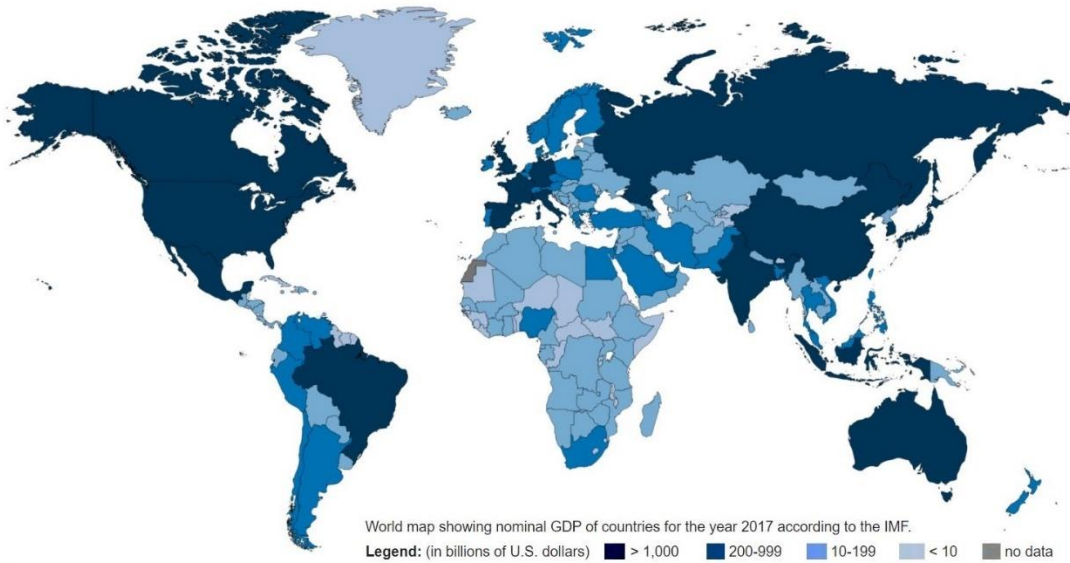 World map showing nominal GDP of countries for the year 2017 according to the IMF.
Legend: (in billions of U.S. dollars) > 1,000 200-999 10-199 < 10 no data